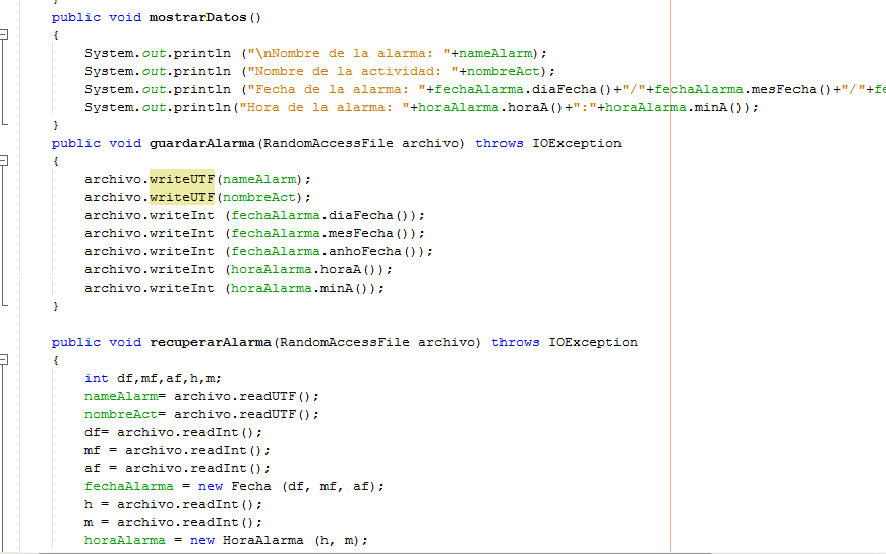 }
public void mostrarDatos()
{
System.out.println ("\nNombre de la alarma: "+nameAlarm);
System.out.println ("Nombre de la actividad: "+nombreAct);
System.out.println ("Fecha de la alarma: "+fechaAlarma.diaFecha()+"/"+fechaAlarma.mesFecha()+"/"+fe
System.out.println("Hora de la alarma: "+horaAlarma.horaA()+":"+horaAlarma.minA());
}
public void guardarAlarma(RandomAccessFile archivo) throws IOException
{
archivo.writeUTF(nameAlarm);
archivo.writeUTF(nombreAct);
archivo.writeInt (fechaAlarma.diaFecha());
archivo.writeInt (fechaAlarma.mesFecha());
archivo.writeInt (fechaAlarma.anhoFecha());
archivo.writeInt (horaAlarma.horaA());
archivo.writeInt (horaAlarma.minA());
}
public void recuperarAlarma(RandomAccessFile archivo) throws IOException
{
int df,mf,af,h,m;
nameAlarm= archivo.readUTF();
nombreAct= archivo.readUTF();
df= archivo.readInt();
mf = archivo.readInt();
af = archivo.readInt();
fechaAlarma = new Fecha (df, mf, af);
h = archivo.readInt();
m = archivo.readInt();
horaAlarma = new HoraAlarma (h, m);